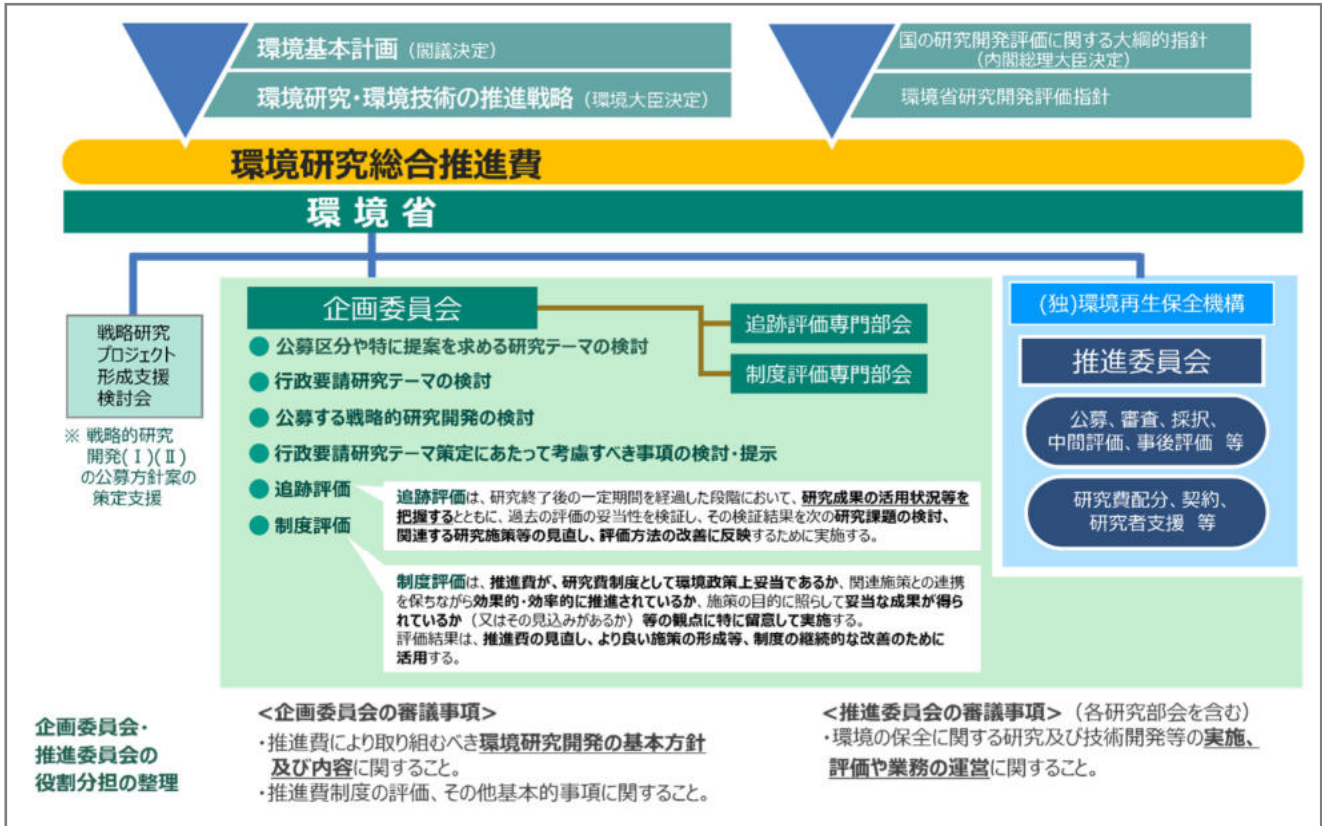 環境基本計画（閣議決定）
環境研究・環境技術の推進戦略（環境大臣決定）
国の研究開発評価に関する大綱的指針
（内閣総理大臣決定）
環境省研究開発評価指針
環境研究総合推進費
環境省
戦略研究
プロジェクト
形成支援
検討会
※ 戦略的研究
開発(Ⅰ)(Ⅱ)
の公募方針案の
策定支援
企画委員会
● 公募区分や特に提案を求める研究テーマの検討
● 行政要請研究テーマの検討
● 公募する戦略的研究開発の検討
● 行政要請研究テーマ策定にあたって考慮すべき事項の検討・提示
● 追跡評価
● 制度評価
追跡評価専門部会
制度評価専門部会
追跡評価は、研究終了後の一定期間を経過した段階において、研究成果の活用状況等を
把握するとともに、過去の評価の妥当性を検証し、その検証結果を次の研究課題の検討、
関連する研究施策等の見直し、評価方法の改善に反映するために実施する。
制度評価は、推進費が、研究費制度として環境政策上妥当であるか、関連施策との連携
を保ちながら効果的・効率的に推進されているか、施策の目的に照らして妥当な成果が得ら
れているか（又はその見込みがあるか）等の観点に特に留意して実施する。
評価結果は、推進費の見直し、より良い施策の形成等、制度の継続的な改善のために
活用する。
(独)環境再生保全機構
推進委員会
公募、審査、採択、
中間評価、事後評価 等
研究費配分、契約、
研究者支援 等
企画委員会・
推進委員会の
役割分担の整理
＜企画委員会の審議事項＞
・推進費により取り組むべき環境研究開発の基本方針
及び内容に関すること。
・推進費制度の評価、その他基本的事項に関すること。
＜推進委員会の審議事項＞（各研究部会を含む）
・環境の保全に関する研究及び技術開発等の実施、
評価や業務の運営に関すること。